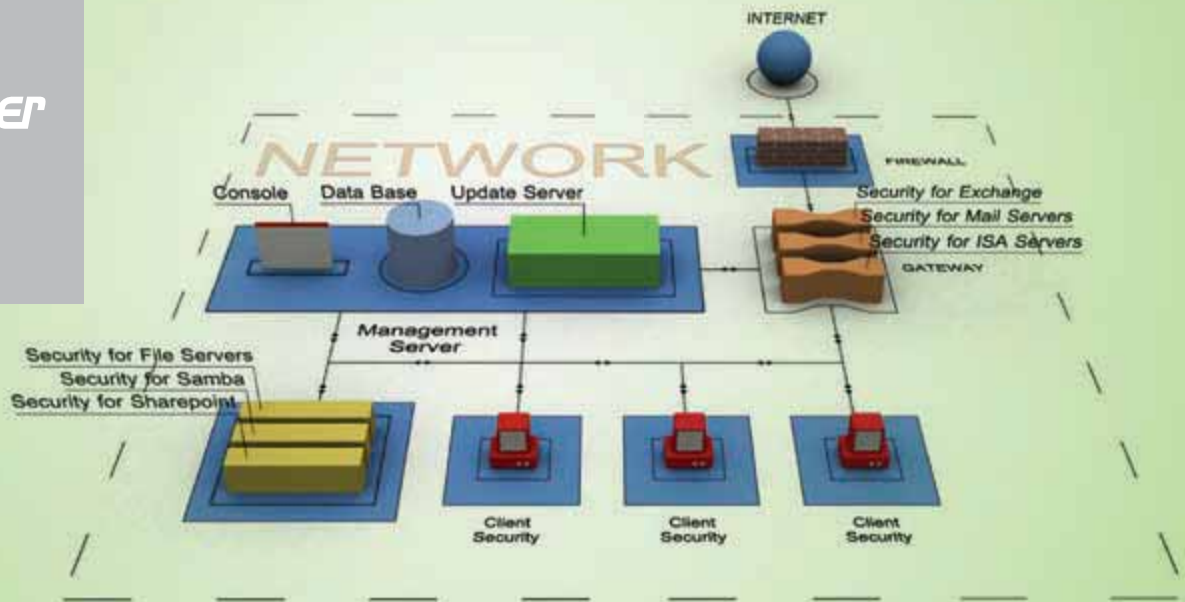 INTERNET
NETWORK
FIREWALL
Console
Data Base
Update Server
Security for Exchange
Security for Mail Servers
Security for ISA Servers
GATEWAY
Management
Server
Security for File Servers
Security for Samba
Security for Sharepoint
Client
Security
Client
Security
Client
Security